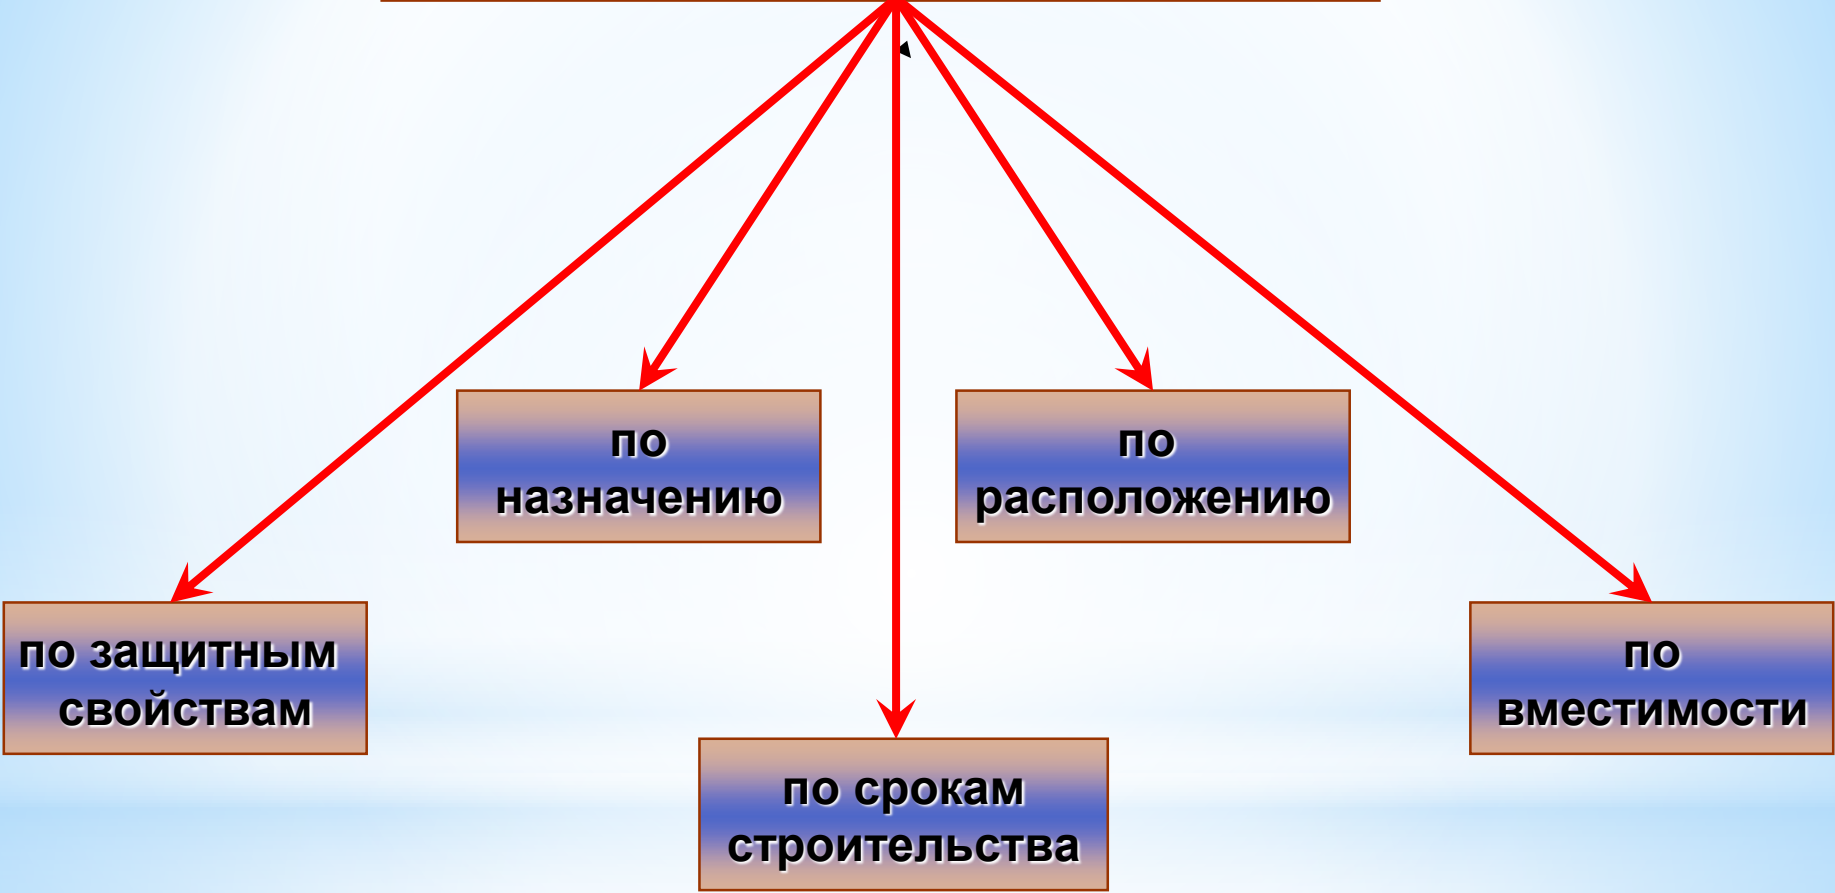 по
назначению
по
расположению
по защитным
свойствам
по
вместимости
по срокам
строительства